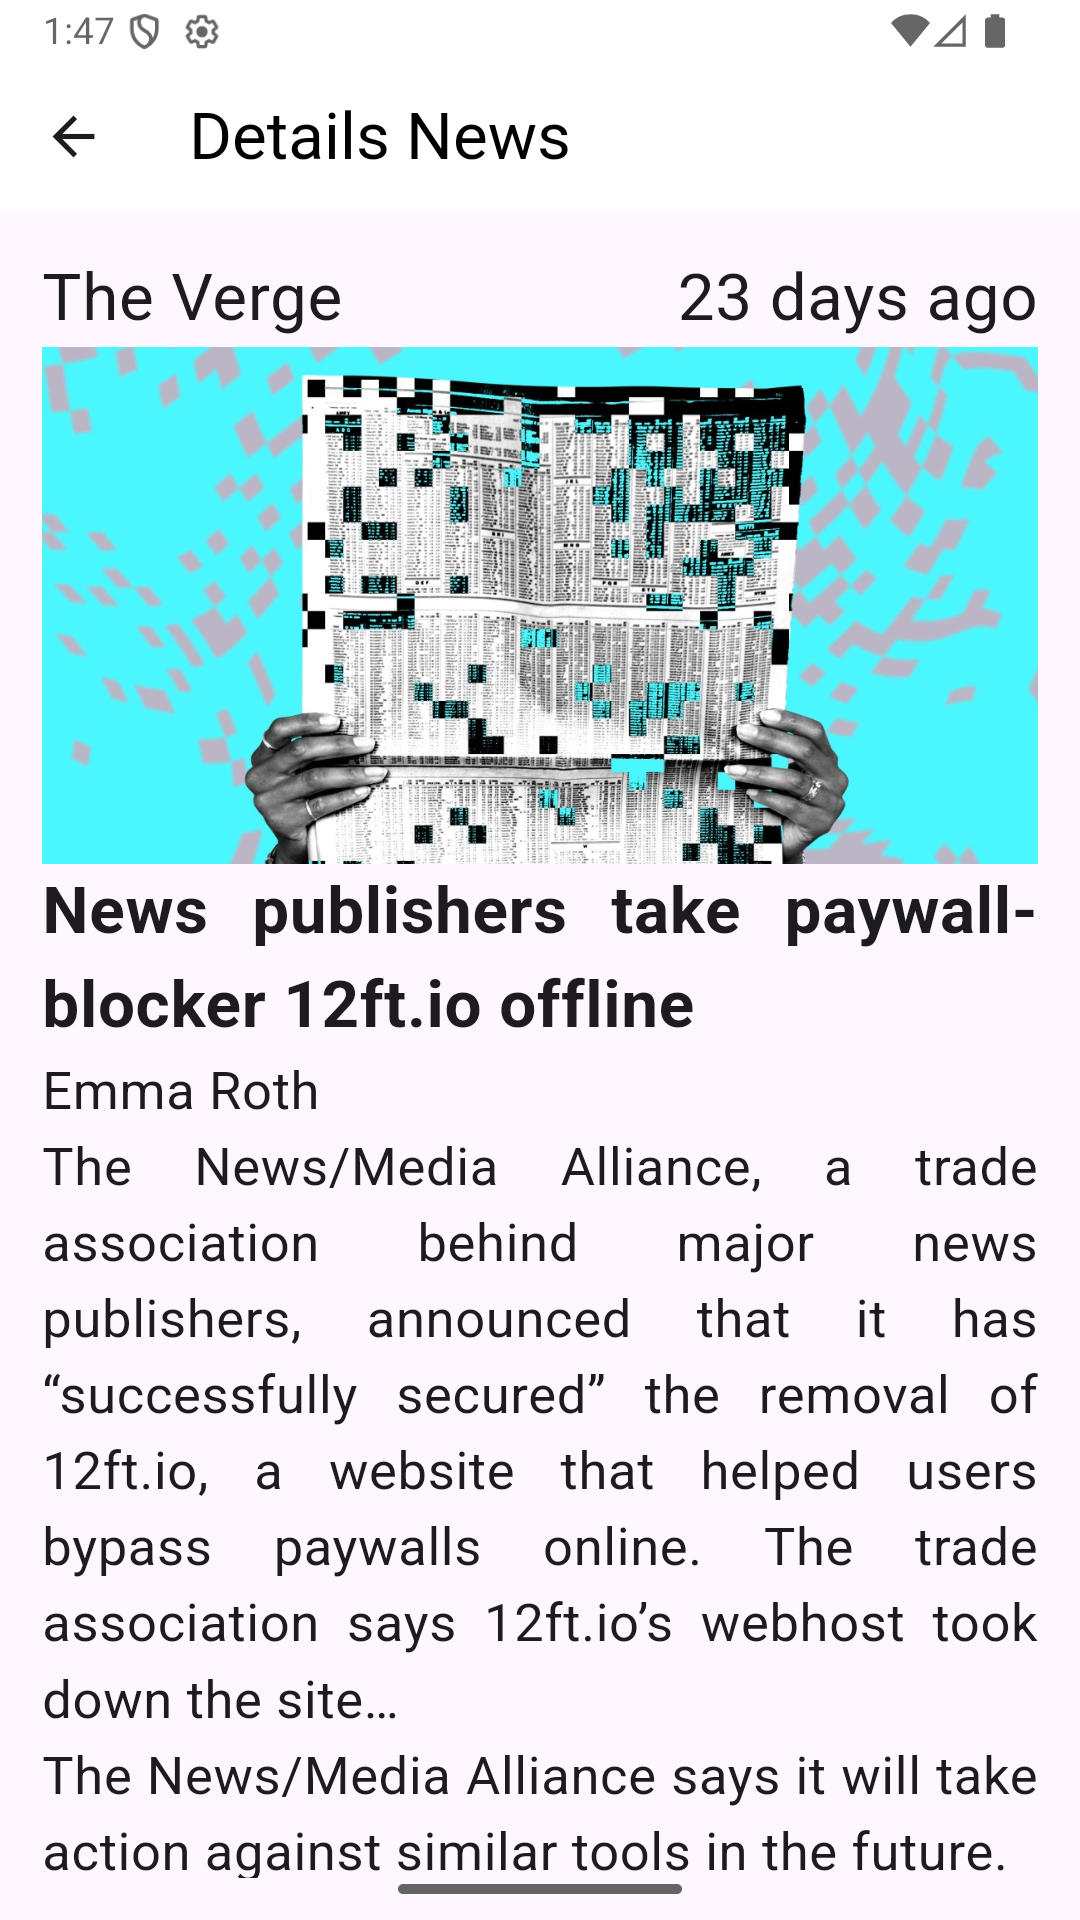 1:47
Details News
The Verge
23 days ago
News publishers take paywall-
blocker 12ft.io offline
Emma Roth
The News/Media Alliance, a trade
association behind major news
publishers, announced that it has
“successfully secured” the removal of
12ft.io, a website that helped users
bypass paywalls online. The trade
association says 12ft.io’s webhost took
down the site…
The News/Media Alliance says it will take
action against similar tools in the future.